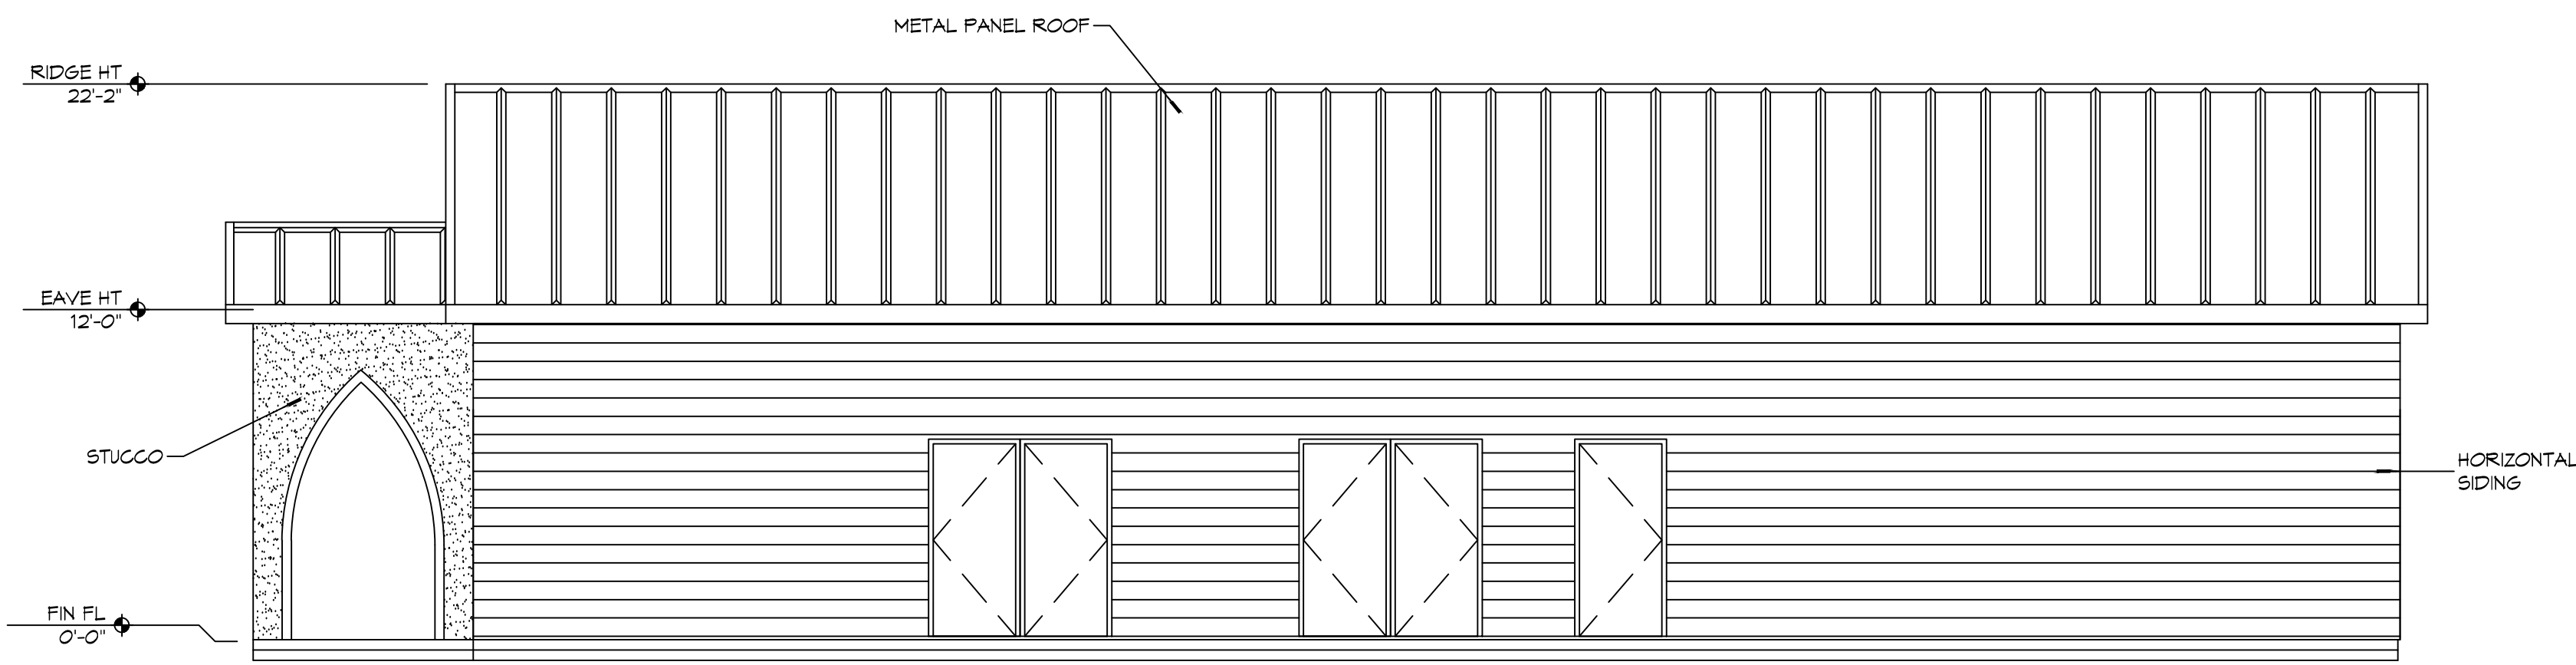 METAL PANEL ROOF
RIDGE HT
22'-2"
EAVE HT
12'-0"
STUCCO
HORIZONTAL
SIDING
FIN FL
0'-0"